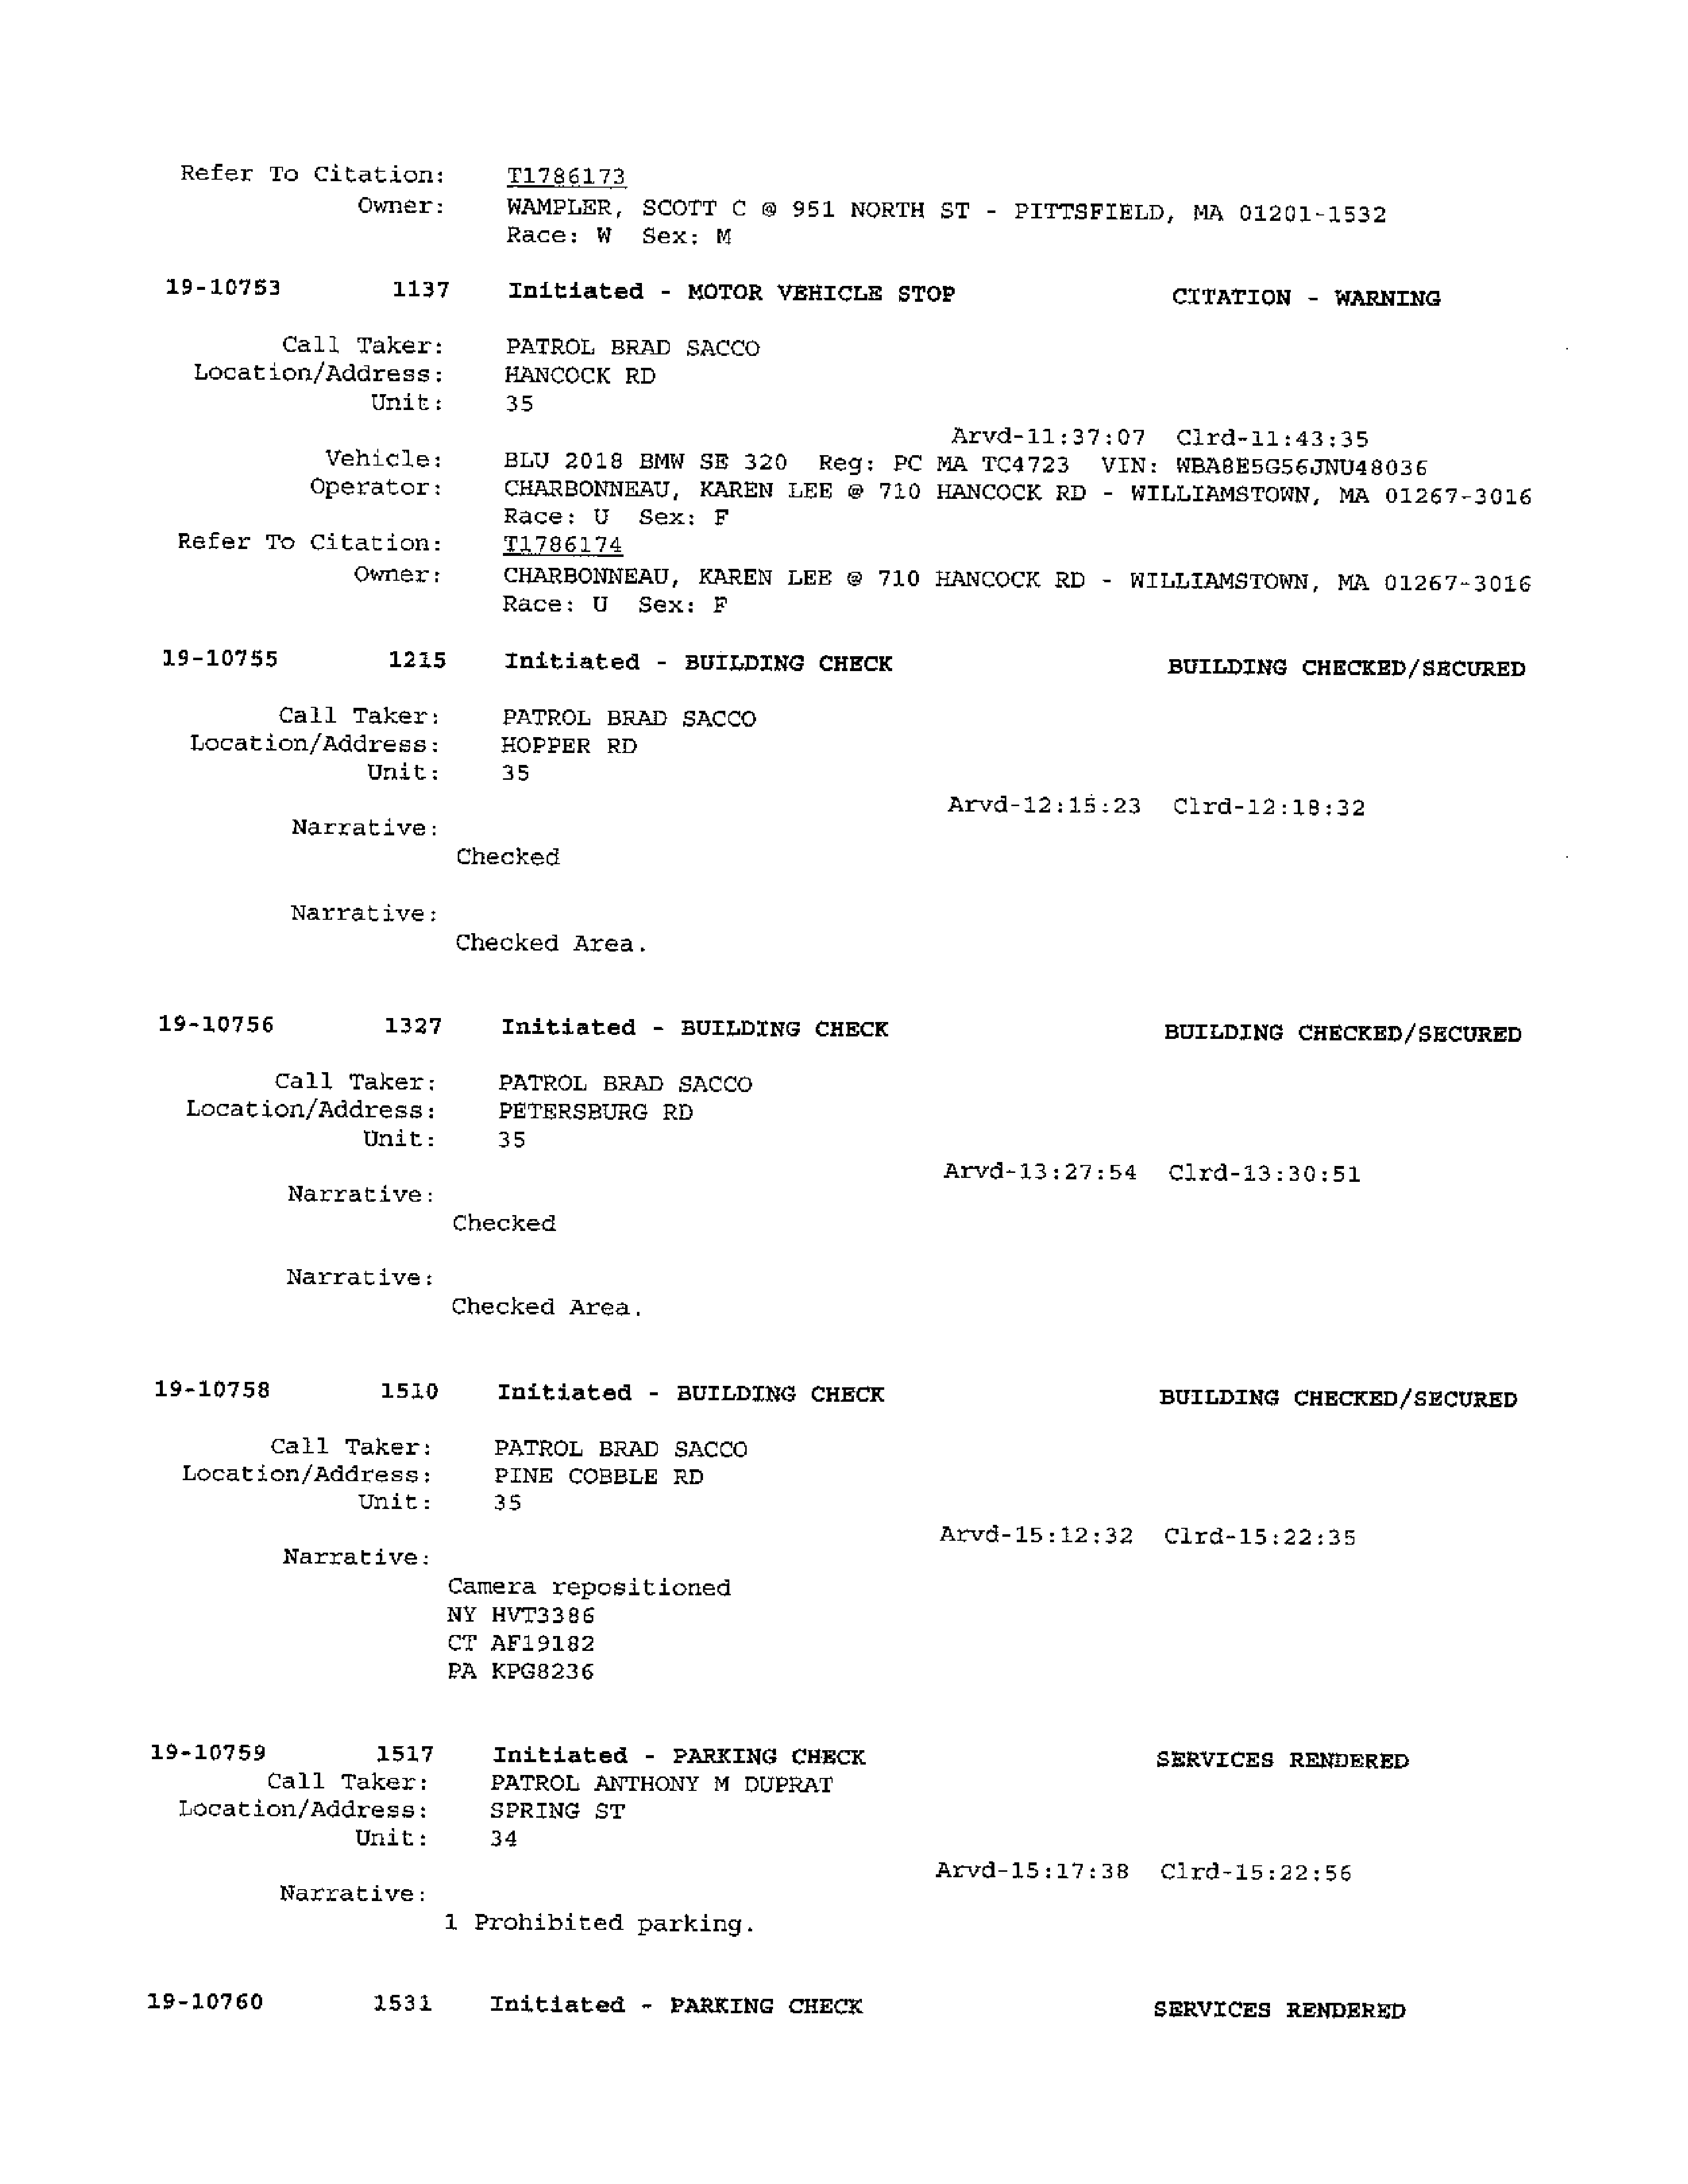 Refer To Citation: T1786173
Owner: WAMPLER, SCOTT C @ 951 NORTH ST - PITTSFIELD, MA 01201-1532
Race: W Sex: M
19-10753 1137 Initiated - MOTOR VEHICLE STOP CITATION - WARNING
Call Taker: PATROL BRAD SACCO
Location/Address: HANCOCK RD
Unit: 35
Arvd-11:37:07 Clrd-11:43:35
Vehicle: BLU 2018 BMW SE 320 Reg: PC MA TC4723 VIN: WBA8E5G56JNU48036
Operator: CHARBONNEAU, KAREN LEE @ 710 HANCOCK RD - WILLIAMSTOWN, MA 01267-3016
Race: U Sex: F
Refer To Citation: T1786174
Owner: CHARBONNEAU, KAREN LEE @ 710 HANCOCK RD - WILLIAMSTOWN, MA 01267-3016
Race: U Sex: F
19-10755 1215 Initiated - BUILDING CHECK BUILDING CHECKED/SECURED
Call Taker: PATROL BRAD SACCO
Location/Address: HOPPER RD
Unit: 35
Arvd-12:15:23 Clrd-12:18:32
Narrative:
Checked
Narrative:
Checked Area.
19-10756 1327 Initiated - BUILDING CHECK BUILDING CHECKED/SECURED
Call Taker: PATROL BRAD SACCO
Location/Address: PETERSBURG RD
Unit: 35
Arvd-13:27:54 Clrd-13:30:51
Narrative:
Checked
Narrative:
Checked Area.
19-10758 1510 Initiated - BUILDING CHECK BUILDING CHECKED/SECURED
Call Taker: PATROL BRAD SACCO
Location/Address: PINE COBBLE RD
Unit: 35
Arvd-15:12:32 Clrd-15:22:35
Narrative:
Camera repositioned
NY HVT3386
CT AF19182
PA KPG8236
19-10759 1517 Initiated - PARKING CHECK SERVICES RENDERED
Call Taker: PATROL ANTHONY M DUPRAT
Location/Address: SPRING ST
Unit: 34
Arvd-15:17:38 Clrd-15:22:56
Narrative:
1 Prohibited parking.
19-10760 1531 Initiated - PARKING CHECK SERVICES RENDERED